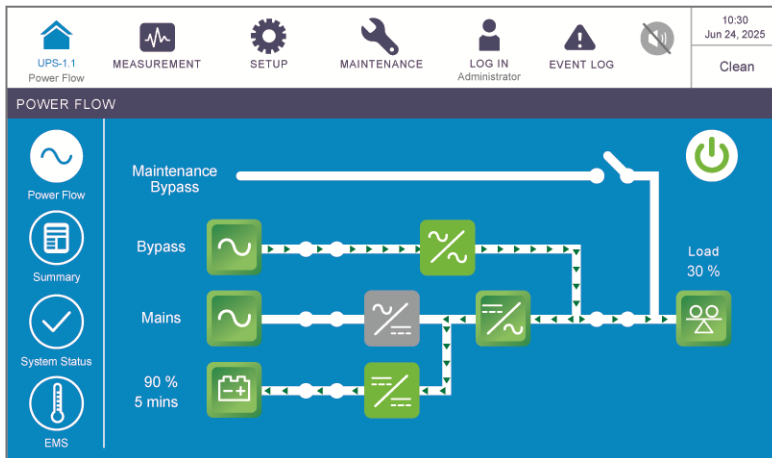 UPS-1.1
Power Flow
MEASUREMENT
SETUP
MAINTENANCE
LOG IN
Administrator
EVENT LOG
10:30
Jun 24, 2025
Clean
POWER FLOW
Power Flow
Summary
System Status
EMS
Maintenance
Bypass
Bypass
Mains
90 %
5 mins
Load
30 %